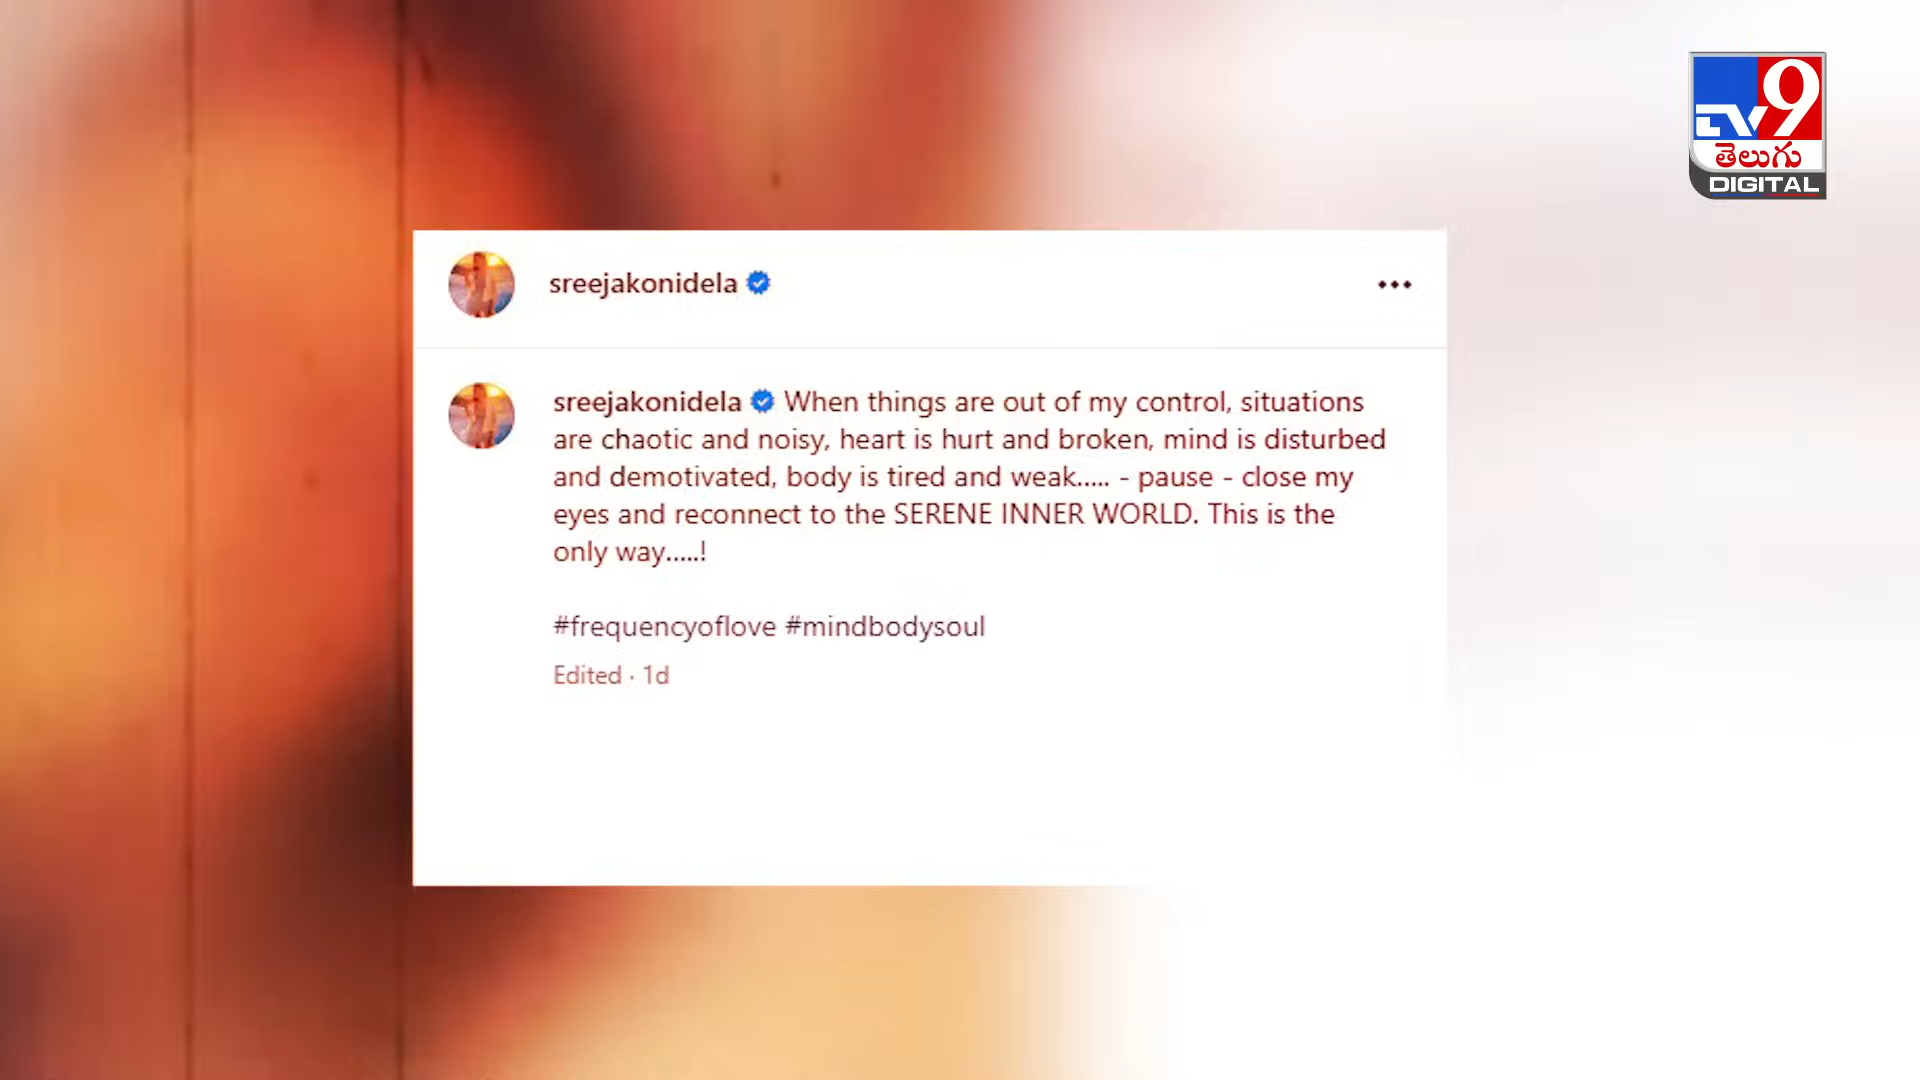 TV9
తెలుగు
DIGITAL
sreejakonidela
sreejakonidela When things are out of my control, situations
are chaotic and noisy, heart is hurt and broken, mind is disturbed
and demotivated, body is tired and weak..... - pause - close my
eyes and reconnect to the SERENE INNER WORLD. This is the
only way.....!
#frequencyoflove #mindbodysoul
Edited · 1d